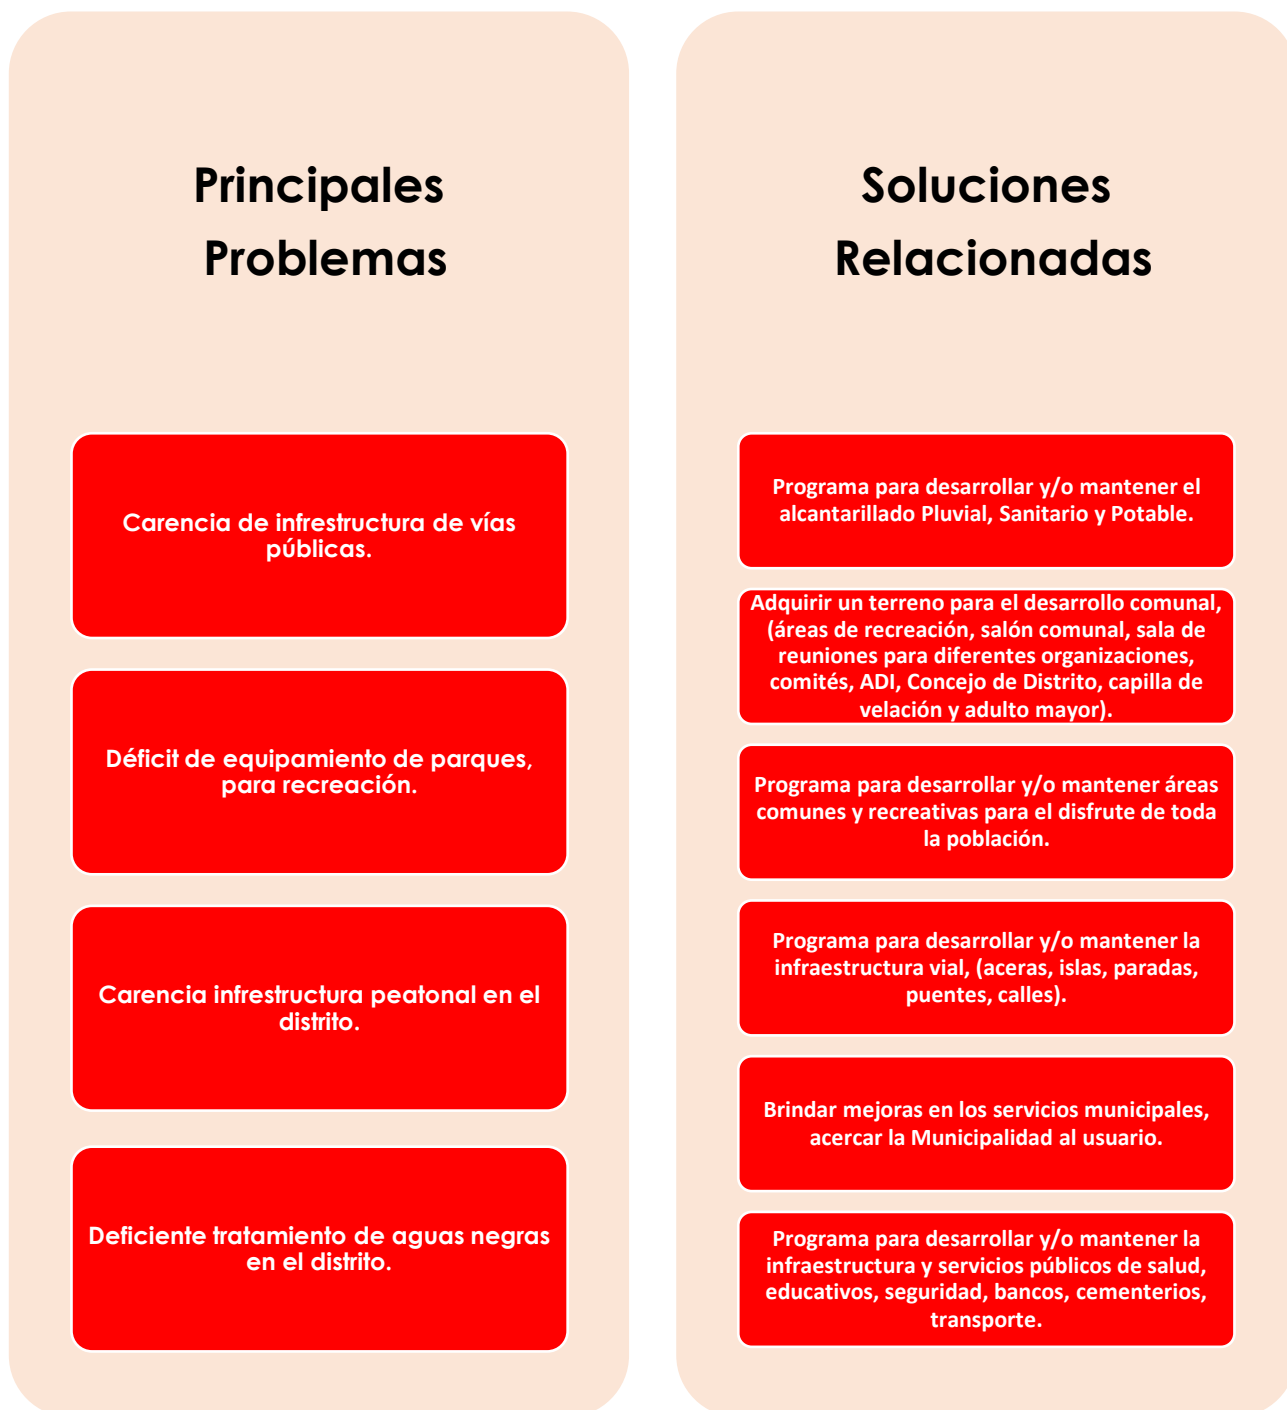 Principales
Problemas
Carencia de infrestructura de vías
públicas.
Déficit de equipamiento de parques,
para recreación.
Carencia infrestructura peatonal en el
distrito.
Deficiente tratamiento de aguas negras
en el distrito.
Soluciones
Relacionadas
Programa para desarrollar y/o mantener el
alcantarillado Pluvial, Sanitario y Potable.
Adquirir un terreno para el desarrollo comunal,
(áreas de recreación, salón comunal, sala de
reuniones para diferentes organizaciones,
comités, ADI, Concejo de Distrito, capilla de
velación y adulto mayor).
Programa para desarrollar y/o mantener áreas
comunes y recreativas para el disfrute de toda
la población.
Programa para desarrollar y/o mantener la
infraestructura vial, (aceras, islas, paradas,
puentes, calles).
Brindar mejoras en los servicios municipales,
acercar la Municipalidad al usuario.
Programa para desarrollar y/o mantener la
infraestructura y servicios públicos de salud,
educativos, seguridad, bancos, cementerios,
transporte.